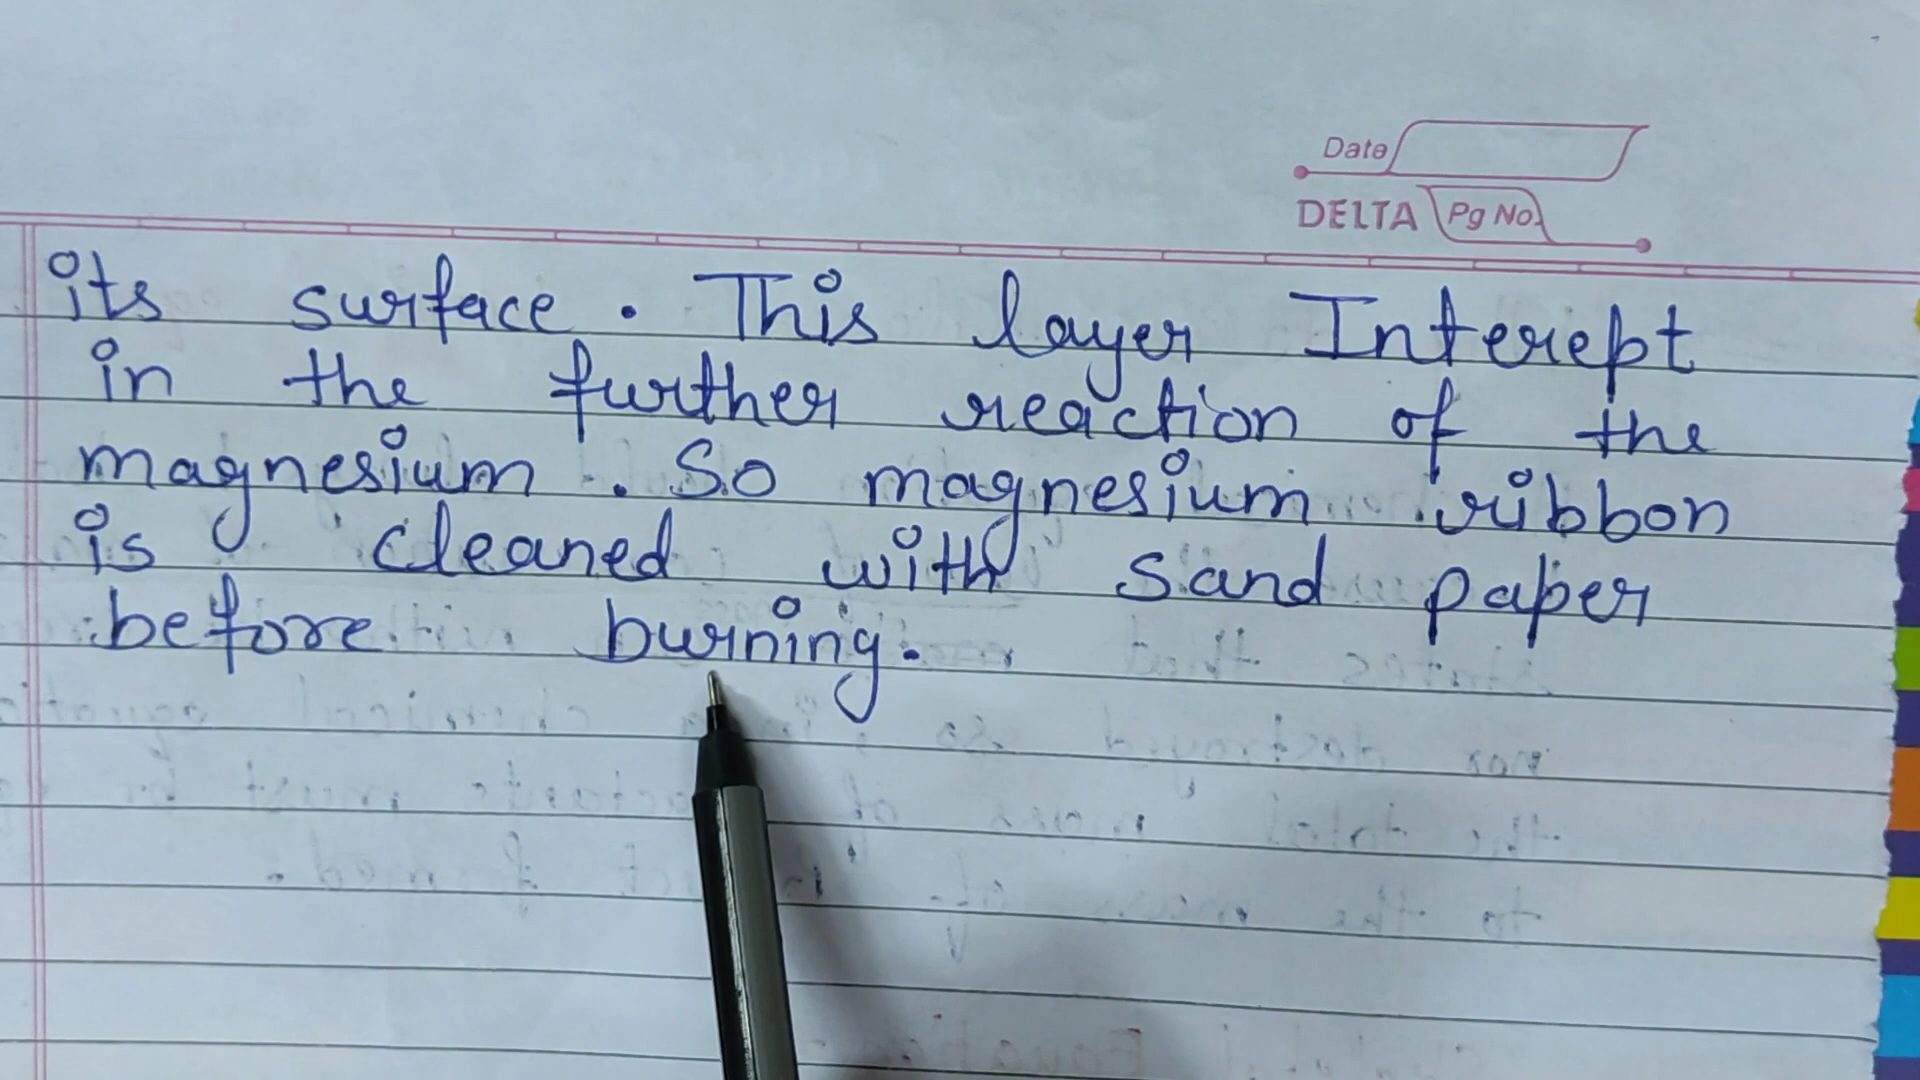 Date
DELTA Pg No.
its surface. This layer Interept
in the further reaction of the
magnesium. So magnesium ribbon
is cleaned with sand paper
before burning.